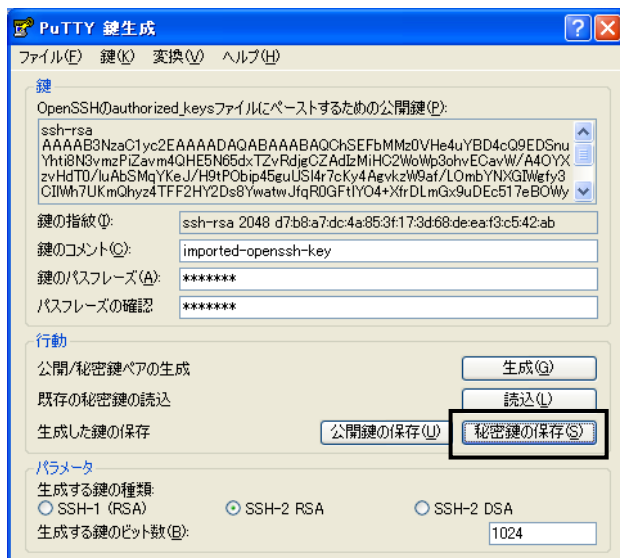 PuTTY 鍵生成
ファイル(F) 鍵(K) 変換(V) ヘルプ(H)
鍵
OpenSSHのauthorized_keysファイルにペーストするための公開鍵(P):
ssh-rsa
AAAAB3NzaC1yc2EAAAADAQABAAABAQChSEFbMMz0VHe4uYBD4cQ9EDSnu
Yhti8N3vmzPiZavm4QHE5N65dxTZvRdjgCZAdIzMiHC2WoWp3ohvECavW/A4OYX
zvHdT0/IuAbSMqYKeJ/H9tPObip45guUSl4r7cKy4AgvkzW9af/LOmbYNXGIWgfy3
CIIWh7UKmQhyz4TFF2HY2Ds8YwatwJfqR0GFtIYO4+XfrDLmGx9uDEc517eBOWy
鍵の指紋(I): ssh-rsa 2048 d7:b8:a7:dc:4a:85:3f:17:3d:68:de:ea:f3:c5:42:ab
鍵のコメント(C): imported-openssh-key
鍵のパスフレーズ(A): *******
パスフレーズの確認 *******
行動
公開/秘密鍵ペアの生成 生成(G)
既存の秘密鍵の読込 読込(L)
生成した鍵の保存 公開鍵の保存(U) 秘密鍵の保存(S)
パラメータ
生成する鍵の種類:
SSH-1 (RSA) SSH-2 RSA SSH-2 DSA
生成する鍵のビット数(B): 1024